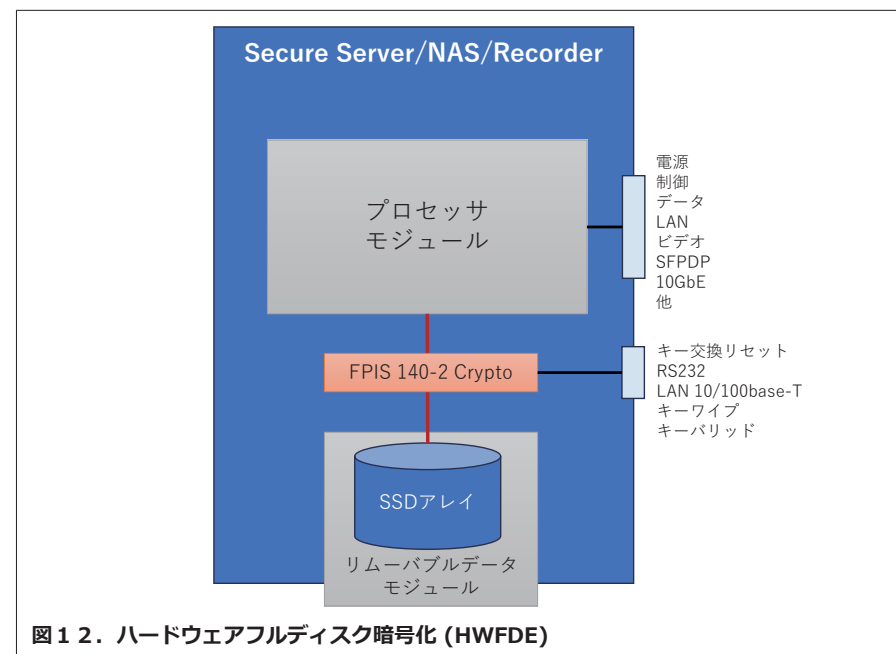 Secure Server/NAS/Recorder
プロセッサ
モジュール
電源
制御
データ
LAN
ビデオ
SFPDP
10GbE
他
FPIS 140-2 Crypto
キー交換リセット
RS232
LAN 10/100base-T
キーワイプ
キーバリッド
SSDアレイ
リムーバブルデータ
モジュール
図１２．ハードウェアフルディスク暗号化 (HWFDE)